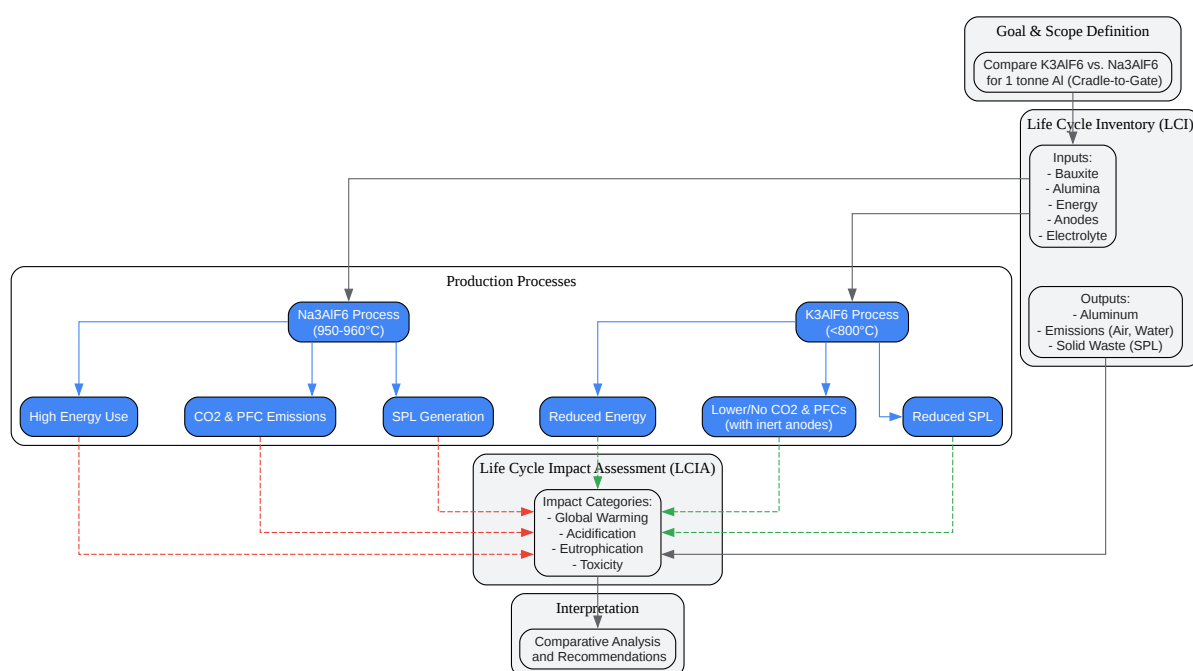 Goal & Scope Definition
Compare K3AlF6 vs. Na3AlF6
for 1 tonne Al (Cradle-to-Gate)
Life Cycle Inventory (LCI)
Inputs:
- Bauxite
- Alumina
- Energy
- Anodes
- Electrolyte
Outputs:
- Aluminum
- Emissions (Air, Water)
- Solid Waste (SPL)
Production Processes
Na3AlF6 Process
(950-960°C)
K3AlF6 Process
(<800°C)
High Energy Use
CO2 & PFC Emissions
SPL Generation
Reduced Energy
Lower/No CO2 & PFCs
(with inert anodes)
Reduced SPL
Life Cycle Impact Assessment (LCIA)
Impact Categories:
- Global Warming
- Acidification
- Eutrophication
- Toxicity
Interpretation
Comparative Analysis
and Recommendations